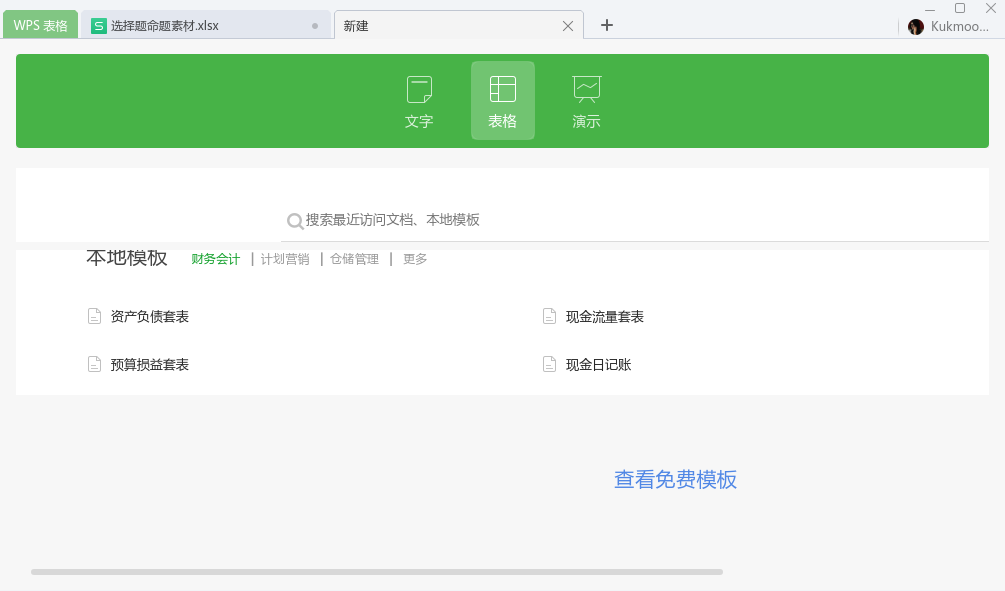 WPS 表格 选择题命题素材.xlsx 新建 Kukmoo...
文字 表格 演示
搜索最近访问文档、本地模板
本地模板 财务会计 | 计划营销 | 仓储管理 | 更多
资产负债套表 现金流量套表
预算损益套表 现金日记账
查看免费模板